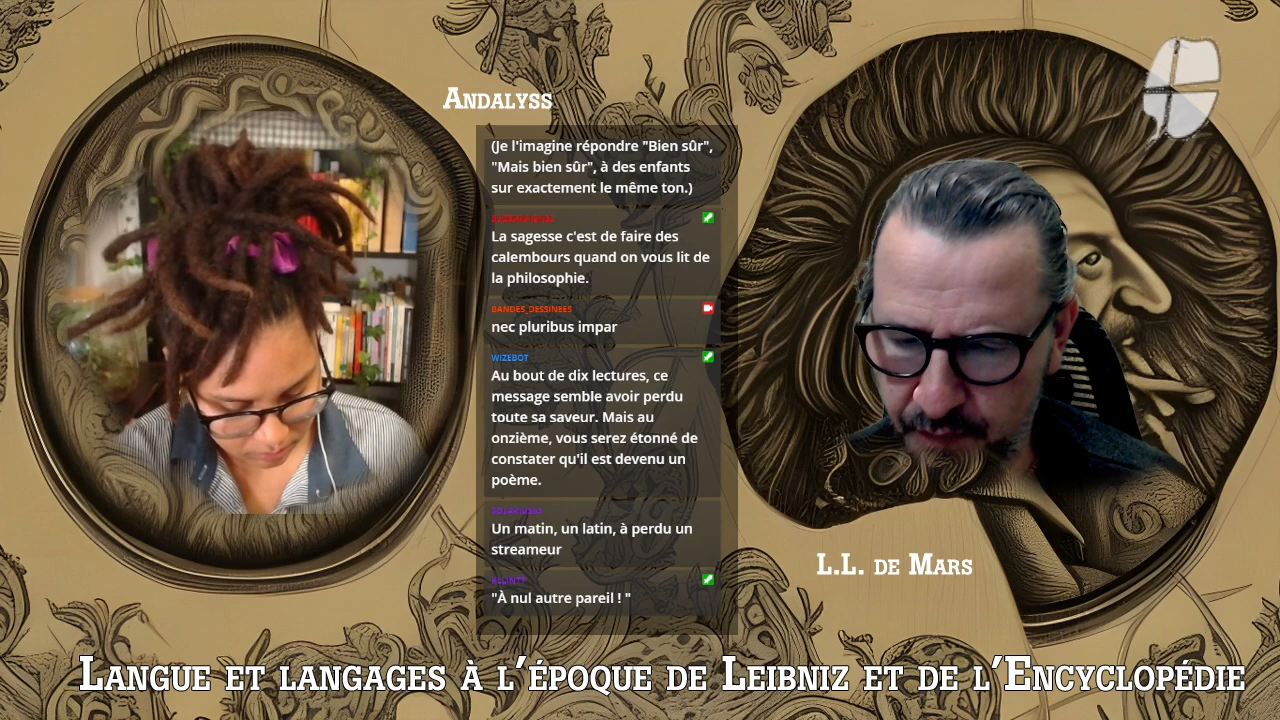 Andalyss
(Je l'imagine répondre "Bien sûr",
"Mais bien sûr", à des enfants
sur exactement le même ton.)
La sagesse c'est de faire des
calembours quand on vous lit de
la philosophie.
BANDES_DESSINEES
nec pluribus impar
WIZEBOT
Au bout de dix lectures, ce
message semble avoir perdu
toute sa saveur. Mais au
onzième, vous serez étonné de
constater qu'il est devenu un
poème.
Un matin, un latin, à perdu un
streameur
"À nul autre pareil ! "
L.L. de Mars
Langue et langages à l'époque de Leibniz et de l'Encyclopédie